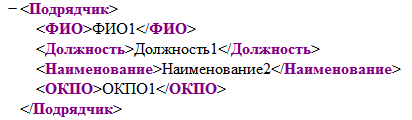 − <Подрядчик>
<ФИО>ФИО1</ФИО>
<Должность>Должность1</Должность>
<Наименование>Наименование2</Наименование>
<ОКПО>ОКПО1</ОКПО>
</Подрядчик>